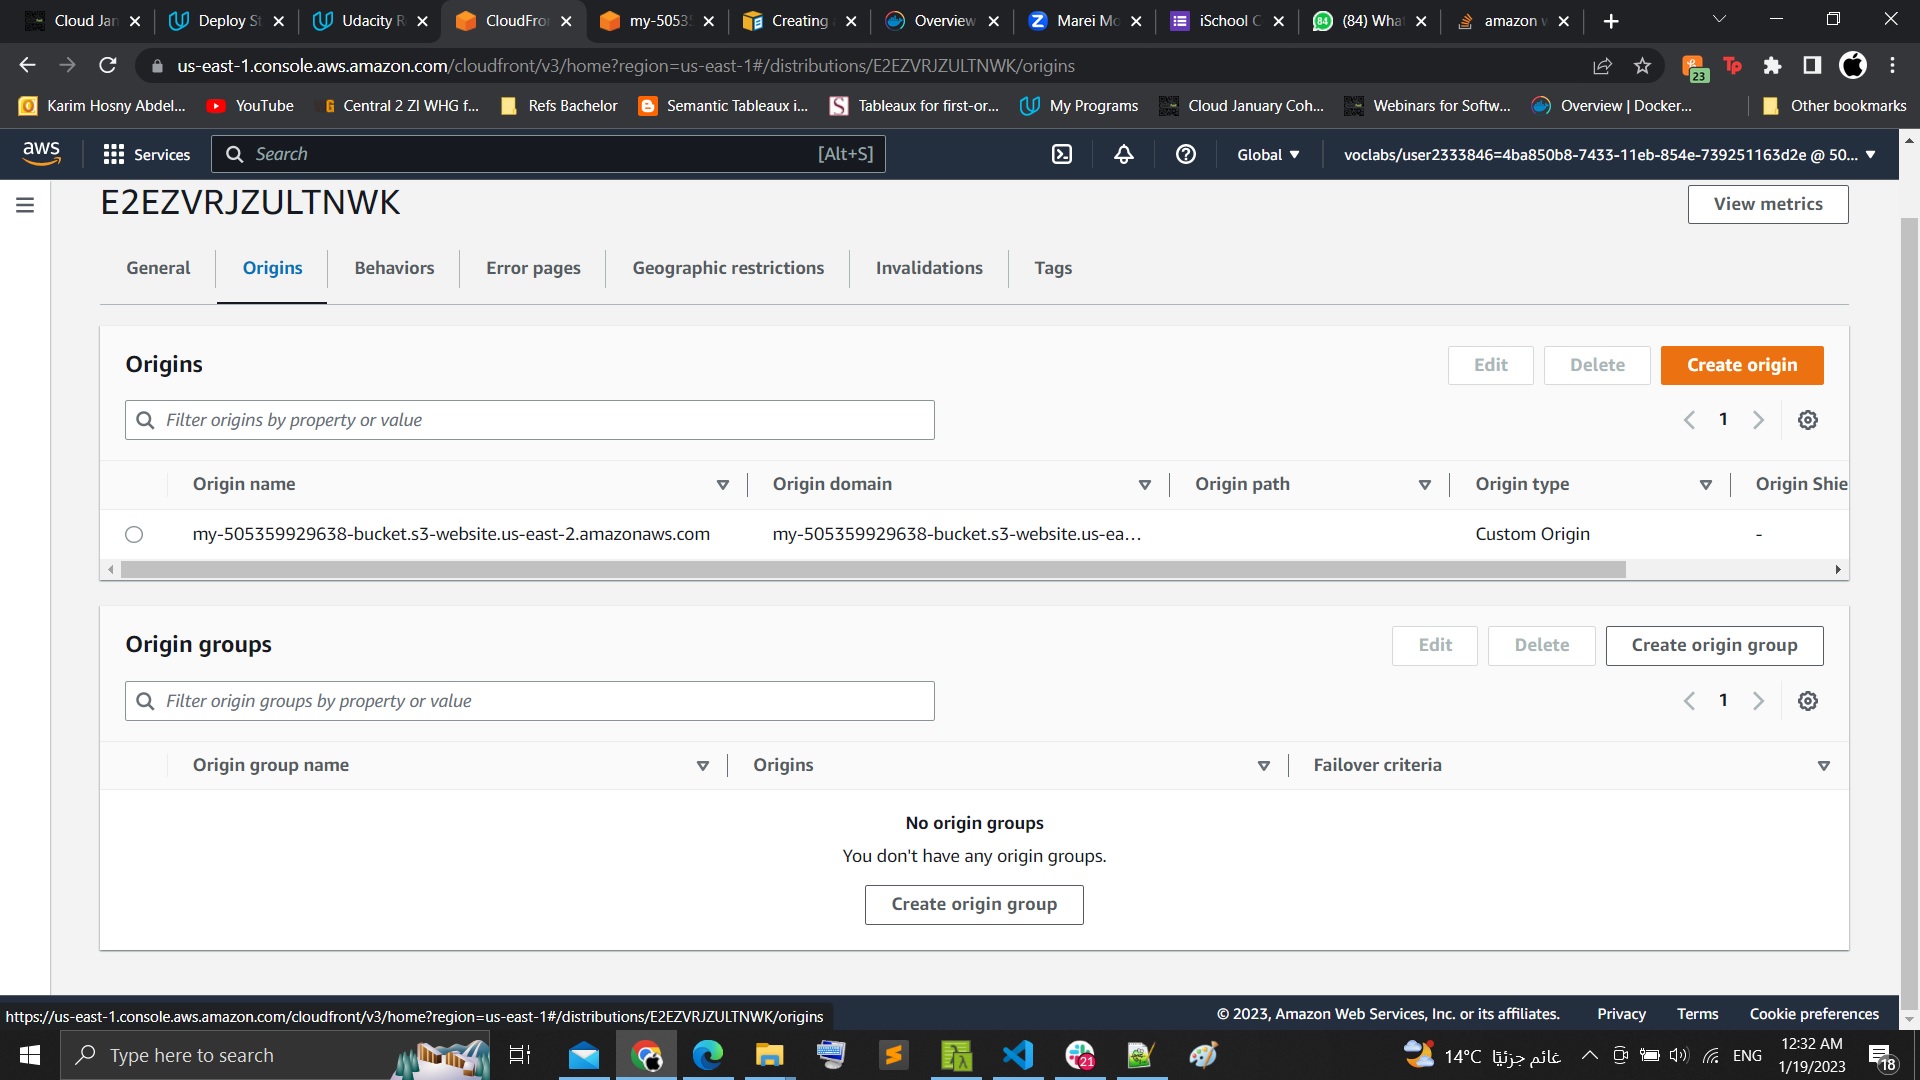 Cloud Jan
Deploy St
Udacity R
CloudFron
my-5053
Creating
Overview
Marei Mo
iSchool C
(84) What
amazon w
us-east-1.console.aws.amazon.com/cloudfront/v3/home?region=us-east-1#/distributions/E2EZVRJZULTNWK/origins
23
Tp
Karim Hosny Abdel...
YouTube
Central 2 ZI WHG f...
Refs Bachelor
Semantic Tableaux i...
Tableaux for first-or...
My Programs
Cloud January Coh...
Webinars for Softw...
Overview | Docker...
Other bookmarks
aws
Services
Search
[Alt+S]
Global
voclabs/user2333846=4ba850b8-7433-11eb-854e-739251163d2e @ 50...
E2EZVRJZULTNWK
View metrics
General
Origins
Behaviors
Error pages
Geographic restrictions
Invalidations
Tags
Origins
Edit
Delete
Create origin
Filter origins by property or value
1
Origin name
Origin domain
Origin path
Origin type
Origin Shie
my-505359929638-bucket.s3-website.us-east-2.amazonaws.com
my-505359929638-bucket.s3-website.us-ea...
Custom Origin
-
Origin groups
Edit
Delete
Create origin group
Filter origin groups by property or value
1
Origin group name
Origins
Failover criteria
No origin groups
You don't have any origin groups.
Create origin group
https://us-east-1.console.aws.amazon.com/cloudfront/v3/home?region=us-east-1#/distributions/E2EZVRJZULTNWK/origins
© 2023, Amazon Web Services, Inc. or its affiliates.
Privacy
Terms
Cookie preferences
Type here to search
21
14°C
غائم جزئيًا
ENG
12:32 AM
1/19/2023
18